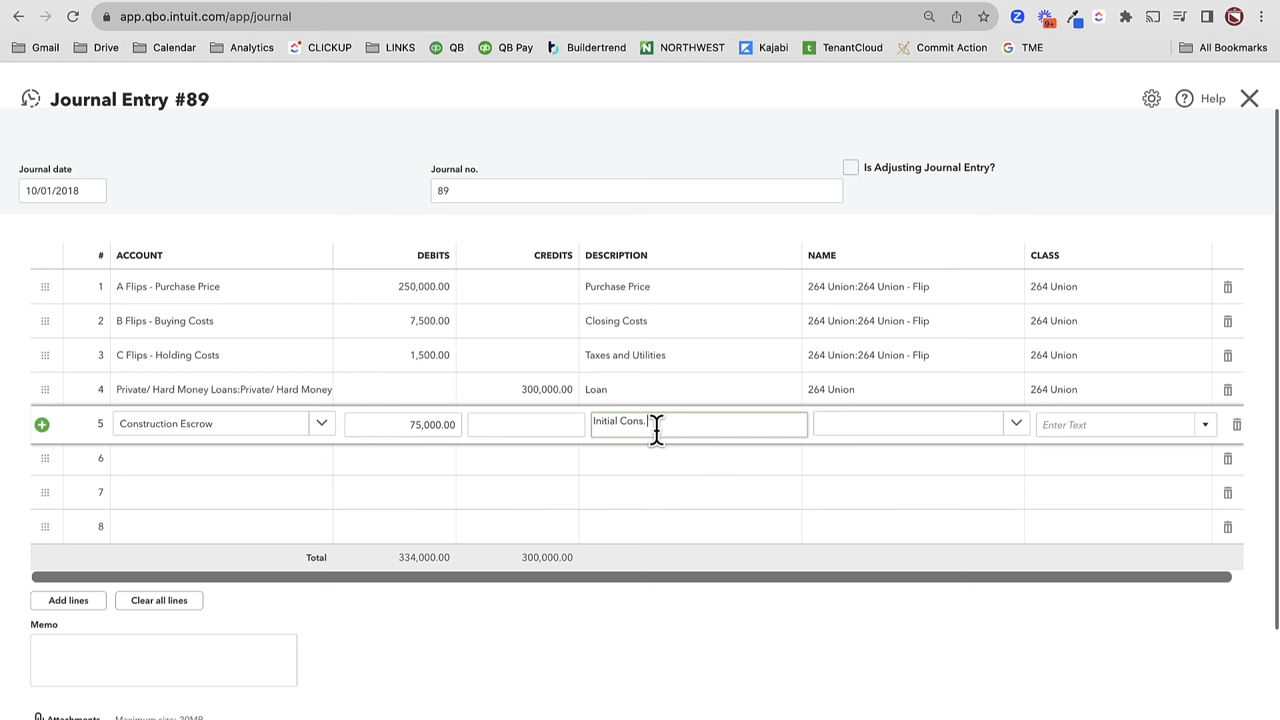 app.qbo.intuit.com/app/journal
9+
Gmail Drive Calendar Analytics CLICKUP LINKS QB QB Pay Buildertrend NORTHWEST Kajabi TenantCloud Commit Action TME All Bookmarks
Journal Entry #89
Help
Journal date
10/01/2018
Journal no.
89
Is Adjusting Journal Entry?
# ACCOUNT DEBITS CREDITS DESCRIPTION NAME CLASS
1 A Flips - Purchase Price 250,000.00 Purchase Price 264 Union:264 Union - Flip 264 Union
2 B Flips - Buying Costs 7,500.00 Closing Costs 264 Union:264 Union - Flip 264 Union
3 C Flips - Holding Costs 1,500.00 Taxes and Utilities 264 Union:264 Union - Flip 264 Union
4 Private/ Hard Money Loans:Private/ Hard Money 300,000.00 Loan 264 Union 264 Union
5 Construction Escrow 75,000.00 Initial Cons. Enter Text
6
7
8
Total 334,000.00 300,000.00
Add lines Clear all lines
Memo
Attachments Maximum size: 20MB